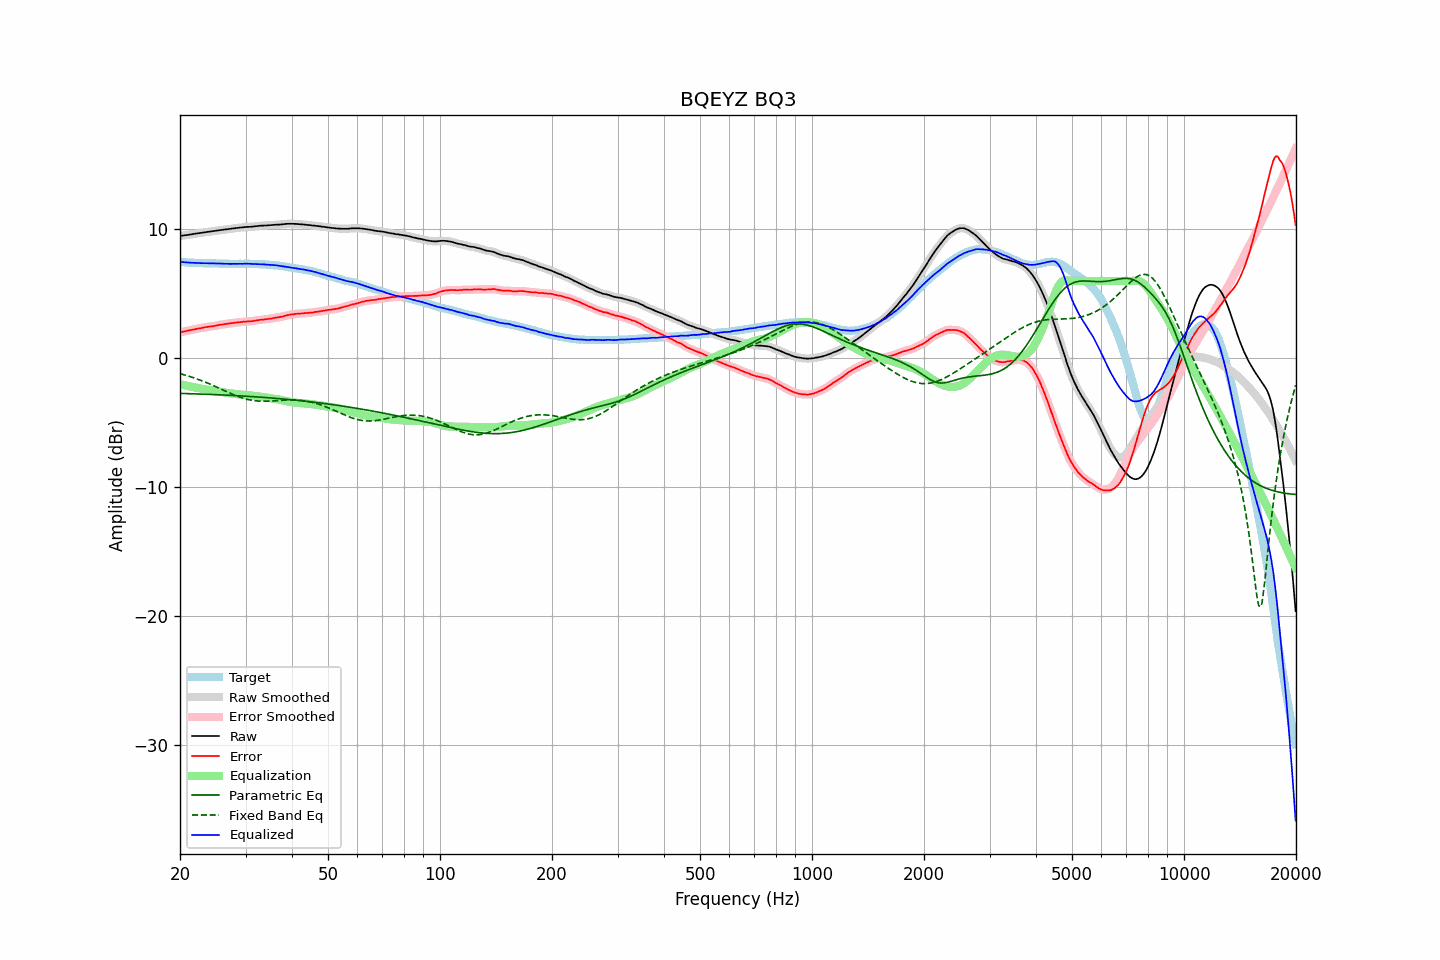 BQEYZ BQ3
Amplitude (dBr)
10
0
−10
−20
−30
Target
Raw Smoothed
Error Smoothed
Raw
Error
Equalization
Parametric Eq
Fixed Band Eq
Equalized
20 50 100 200 500 1000 2000 5000 10000 20000
Frequency (Hz)